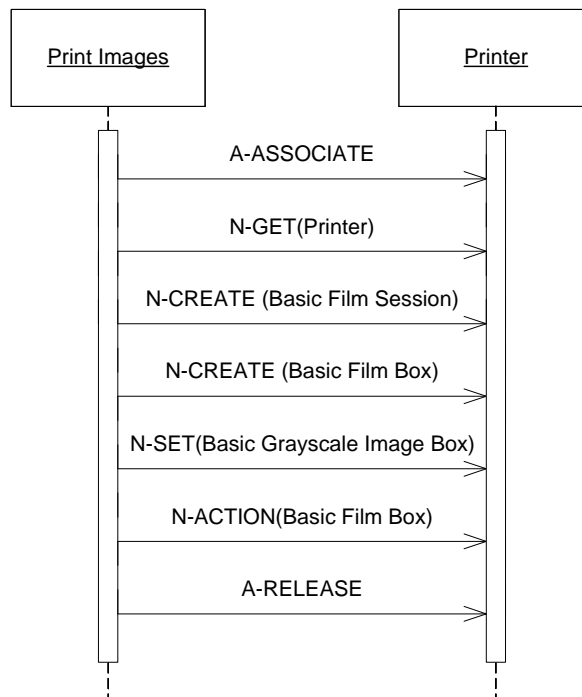 Print Images
Printer
A-ASSOCIATE
N-GET(Printer)
N-CREATE (Basic Film Session)
N-CREATE (Basic Film Box)
N-SET(Basic Grayscale Image Box)
N-ACTION(Basic Film Box)
A-RELEASE